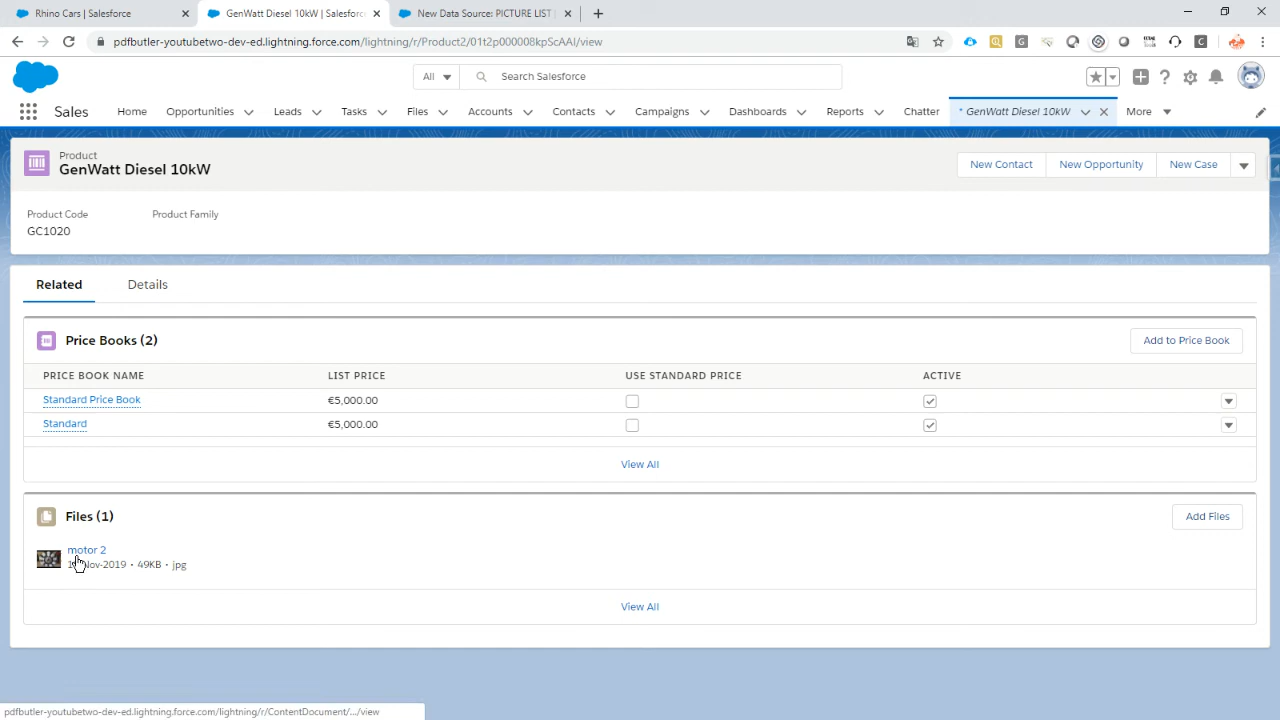 Rhino Cars | Salesforce
GenWatt Diesel 10kW | Salesforc
New Data Source: PICTURE LIST |
pdfbutler-youtubetwo-dev-ed.lightning.force.com/lightning/r/Product2/01t2p000008kpScAAI/view
All
Search Salesforce
Sales
Home
Opportunities
Leads
Tasks
Files
Accounts
Contacts
Campaigns
Dashboards
Reports
Chatter
* GenWatt Diesel 10kW
More
Product
GenWatt Diesel 10kW
New Contact
New Opportunity
New Case
Product Code
Product Family
GC1020
Related
Details
Price Books (2)
Add to Price Book
PRICE BOOK NAME
LIST PRICE
USE STANDARD PRICE
ACTIVE
Standard Price Book
€5,000.00
Standard
€5,000.00
View All
Files (1)
Add Files
motor 2
Nov-2019 • 49KB • jpg
View All
pdfbutler-youtubetwo-dev-ed.lightning.force.com/lightning/r/ContentDocument/.../view